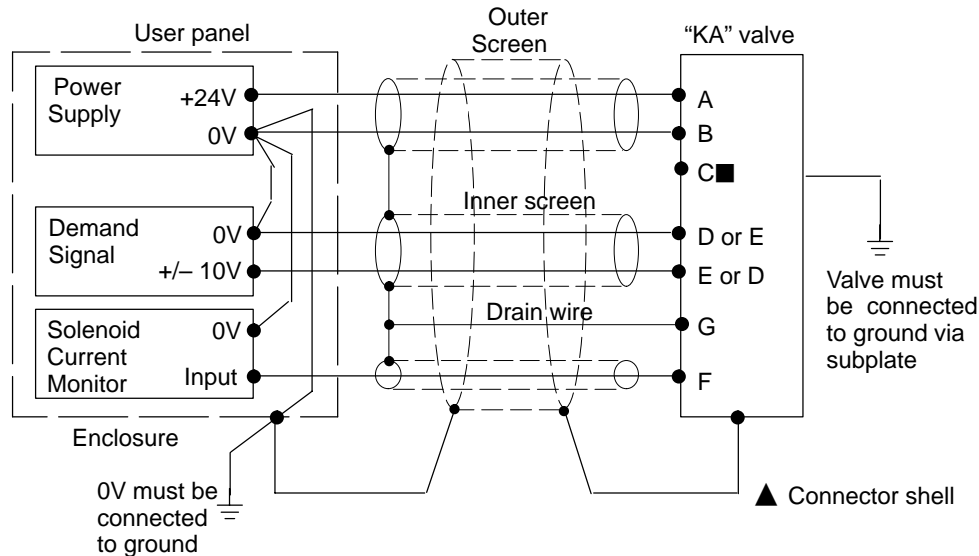 User panel
Outer
Screen
“KA” valve
Power
Supply
+24V
0V
A
B
C■
Inner screen
Demand
Signal
0V
+/– 10V
D or E
E or D
Drain wire
G
Solenoid
Current
Monitor
0V
Input
F
Valve must
be connected
to ground via
subplate
Enclosure
0V must be
connected
to ground
▲ Connector shell